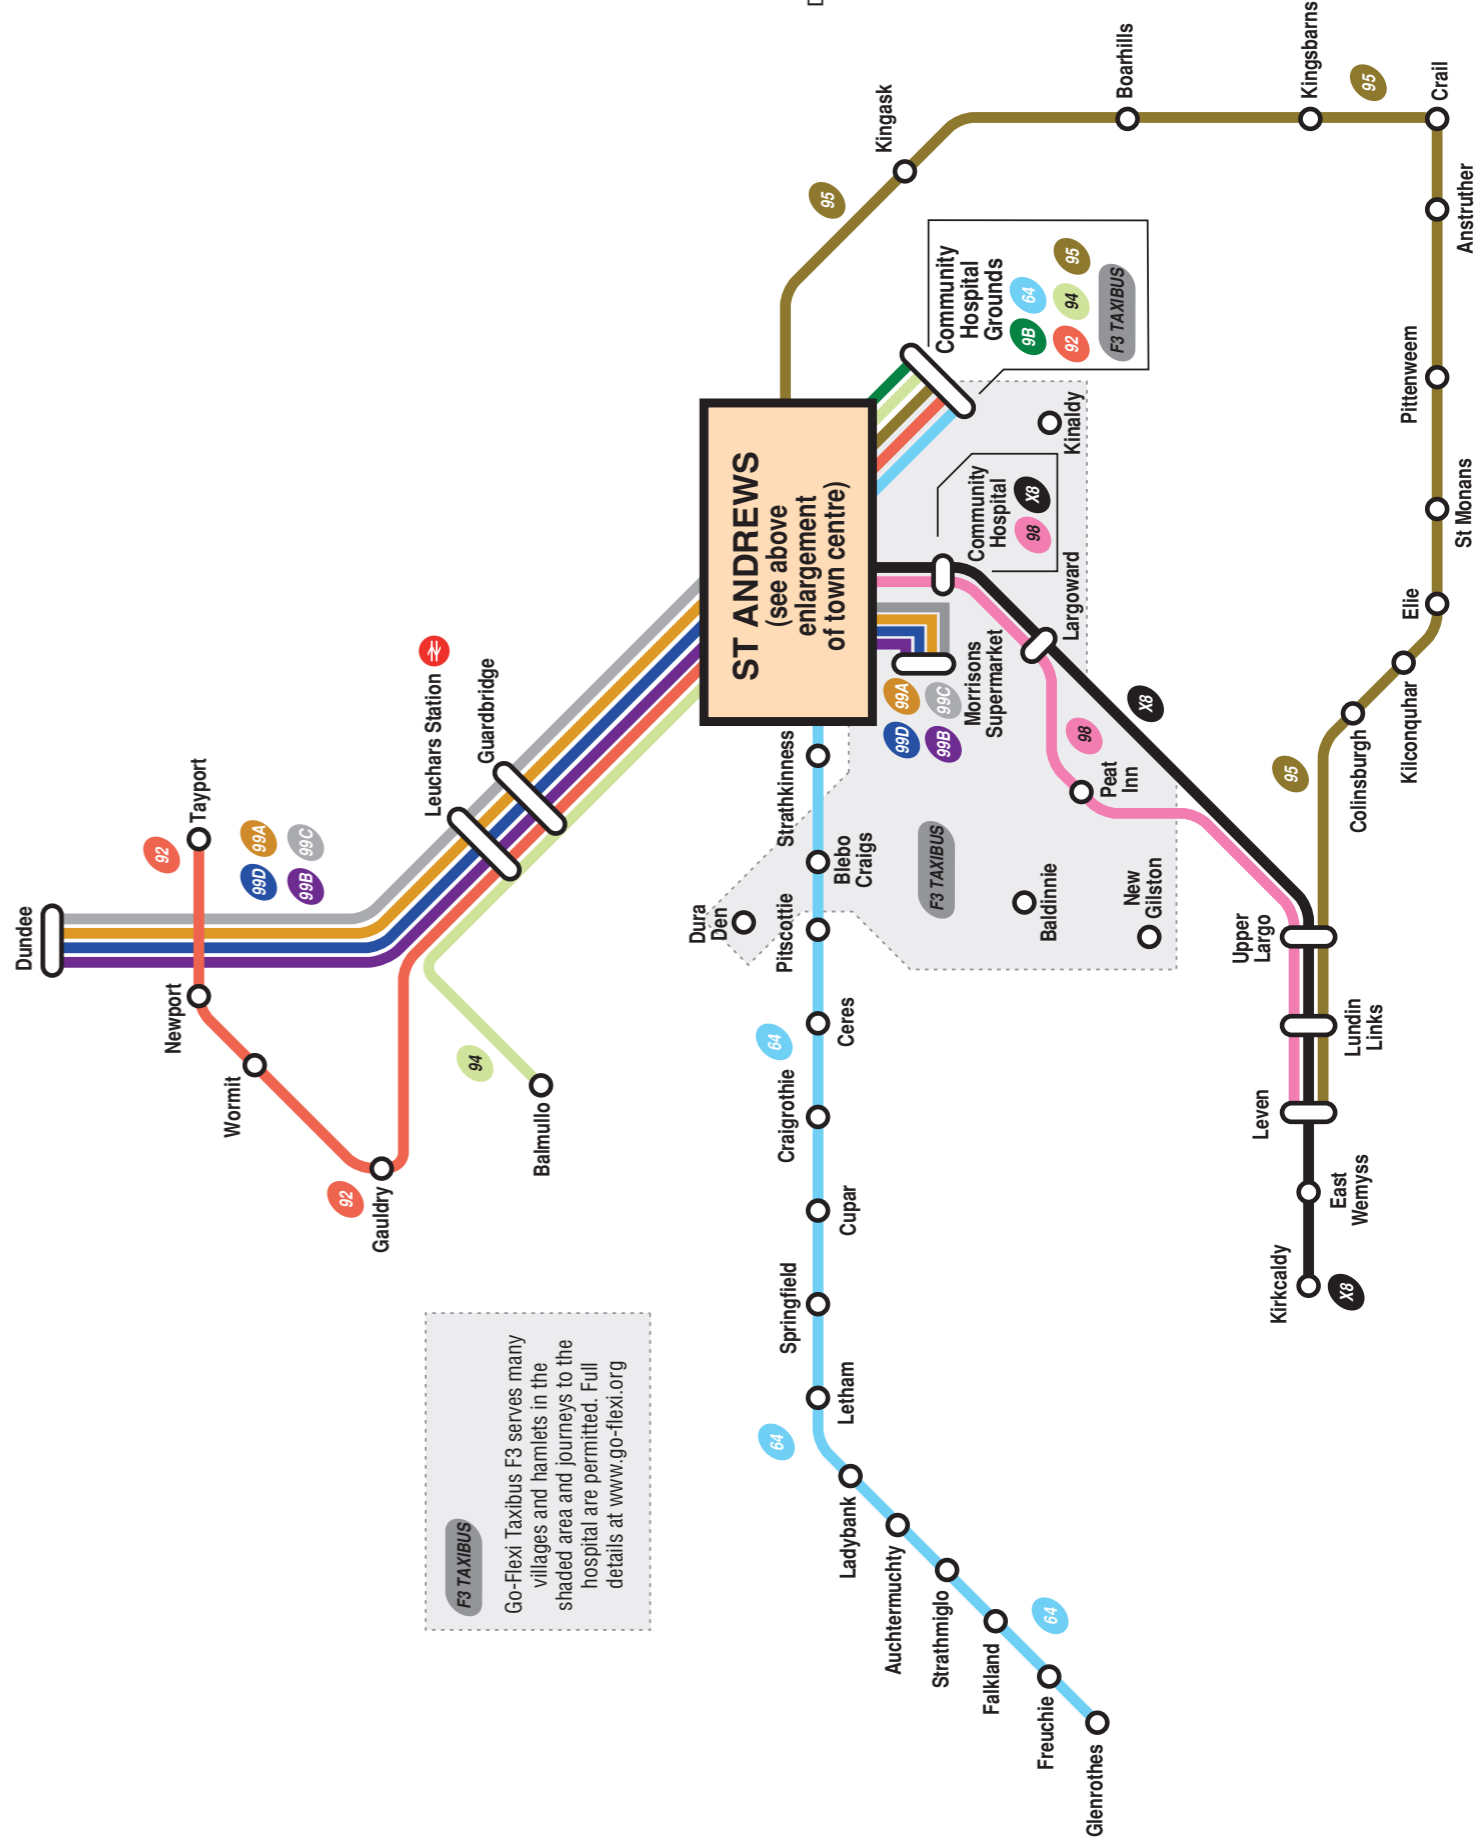 Dundee
92
Tayport
99D
99A
99B
99C
Newport
Wormit
92
Gauldry
94
Balmullo
Leuchars Station
Guardbridge
F3 TAXIBUS
Go-Flexi Taxibus F3 serves many
villages and hamlets in the
shaded area and journeys to the
hospital are permitted. Full
details at www.go-flexi.org
ST ANDREWS
(see above
enlargement
of town centre)
95
Kingask
Boarhills
Kingsbarns
95
Crail
Anstruther
Pittenweem
St Monans
Elie
Kilconquhar
Colinsburgh
95
Community
Hospital
Grounds
9B
64
92
94
95
F3 TAXIBUS
Kinaldy
Community
Hospital
98
X8
Largoward
Morrisons
Supermarket
99D
99A
99B
99C
X8
98
Peat
Inn
F3 TAXIBUS
Baldinnie
New
Gilston
Dura
Den
Strathkinness
Blebo
Craigs
Pitscottie
Ceres
64
Craigrothie
Cupar
Springfield
Letham
64
Ladybank
Auchtermuchty
Strathmiglo
Falkland
64
Freuchie
Glenrothes
Upper
Largo
Lundin
Links
Leven
East
Wemyss
Kirkcaldy
X8